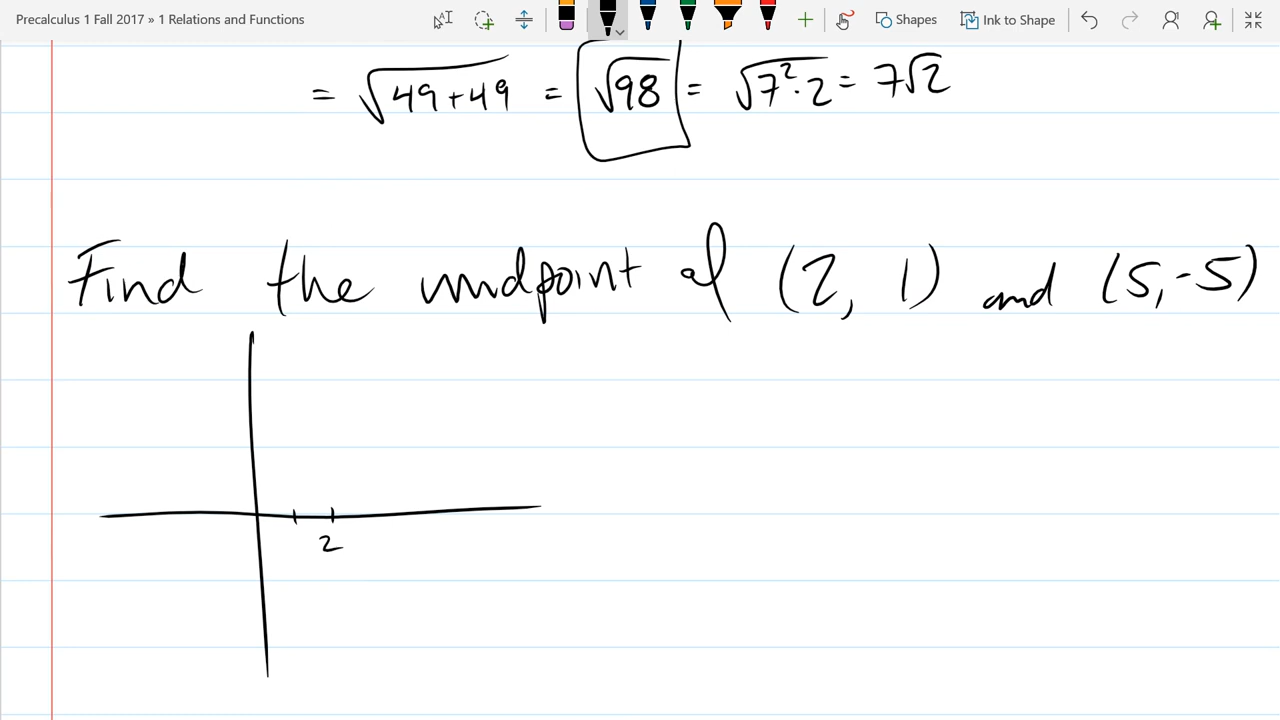 Precalculus 1 Fall 2017 » 1 Relations and Functions Shapes Ink to Shape
= √49+49 = √98 = √7²·2 = 7√2
Find the midpoint of (2, 1) and (5,-5)
2